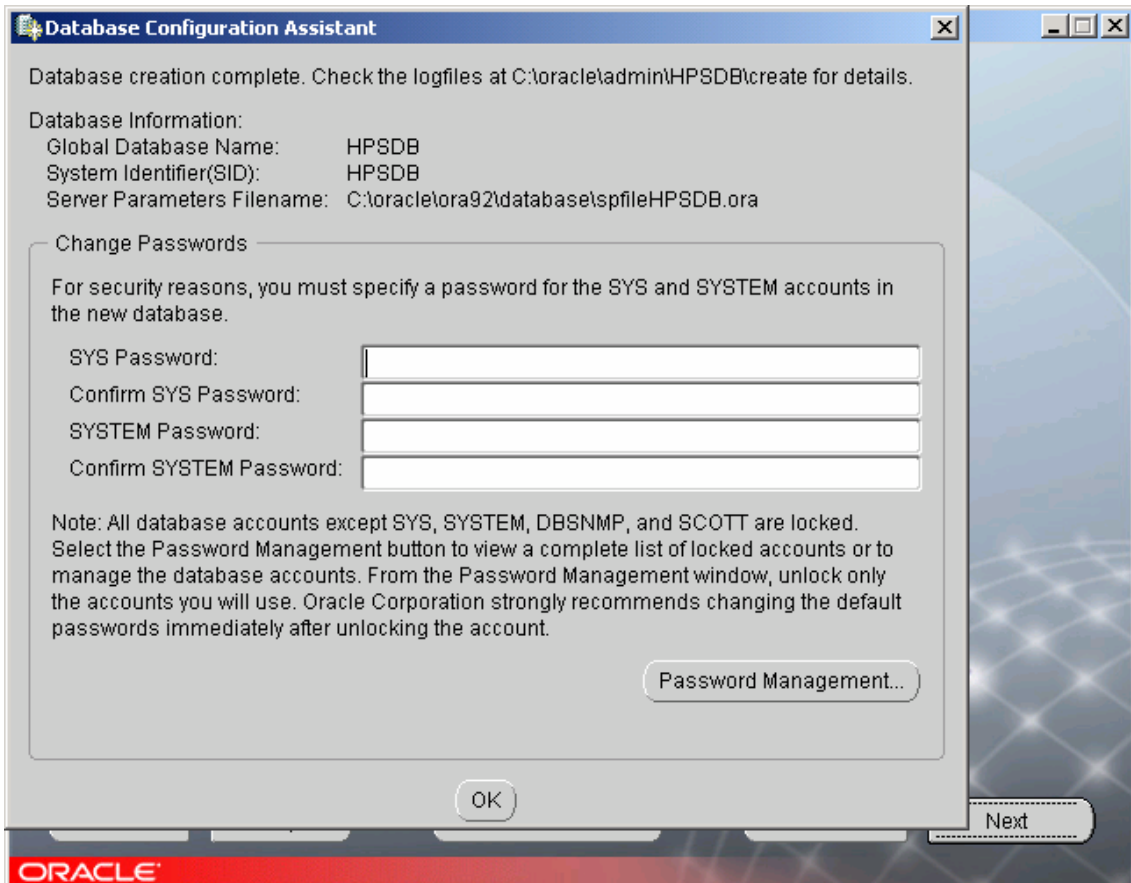 Database Configuration Assistant
Database creation complete. Check the logfiles at C:\oracle\admin\HPSDB\create for details.
Database Information:
Global Database Name: HPSDB
System Identifier(SID): HPSDB
Server Parameters Filename: C:\oracle\ora92\database\spfileHPSDB.ora
Change Passwords
For security reasons, you must specify a password for the SYS and SYSTEM accounts in
the new database.
SYS Password:
Confirm SYS Password:
SYSTEM Password:
Confirm SYSTEM Password:
Note: All database accounts except SYS, SYSTEM, DBSNMP, and SCOTT are locked.
Select the Password Management button to view a complete list of locked accounts or to
manage the database accounts. From the Password Management window, unlock only
the accounts you will use. Oracle Corporation strongly recommends changing the default
passwords immediately after unlocking the account.
Password Management...
OK
Next
ORACLE